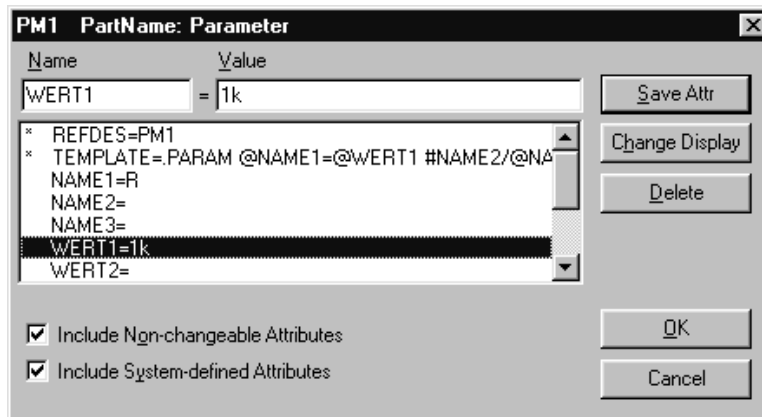 PM1 PartName: Parameter
Name Value
WERT1 = 1k
Save Attr
* REFDES=PM1
* TEMPLATE=.PARAM @NAME1=@WERT1 #NAME2/@NA
NAME1=R
NAME2=
NAME3=
WERT1=1k
WERT2=
Change Display
Delete
Include Non-changeable Attributes
Include System-defined Attributes
OK
Cancel